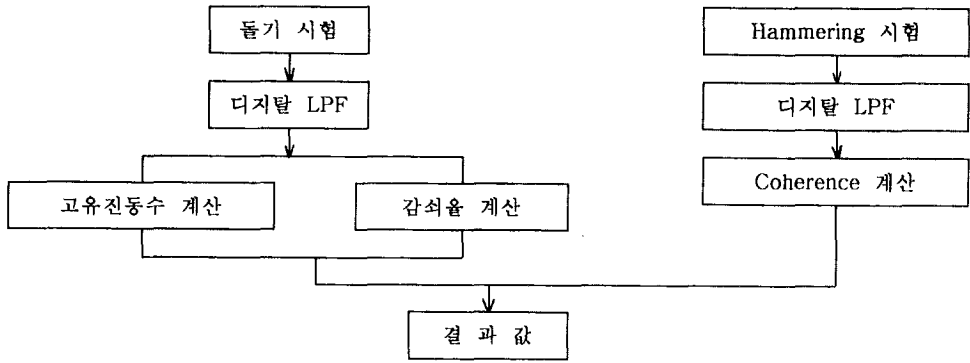 돌기 시험
Hammering 시험
디지탈 LPF
디지탈 LPF
고유진동수 계산
감쇠율 계산
Coherence 계산
결 과 값